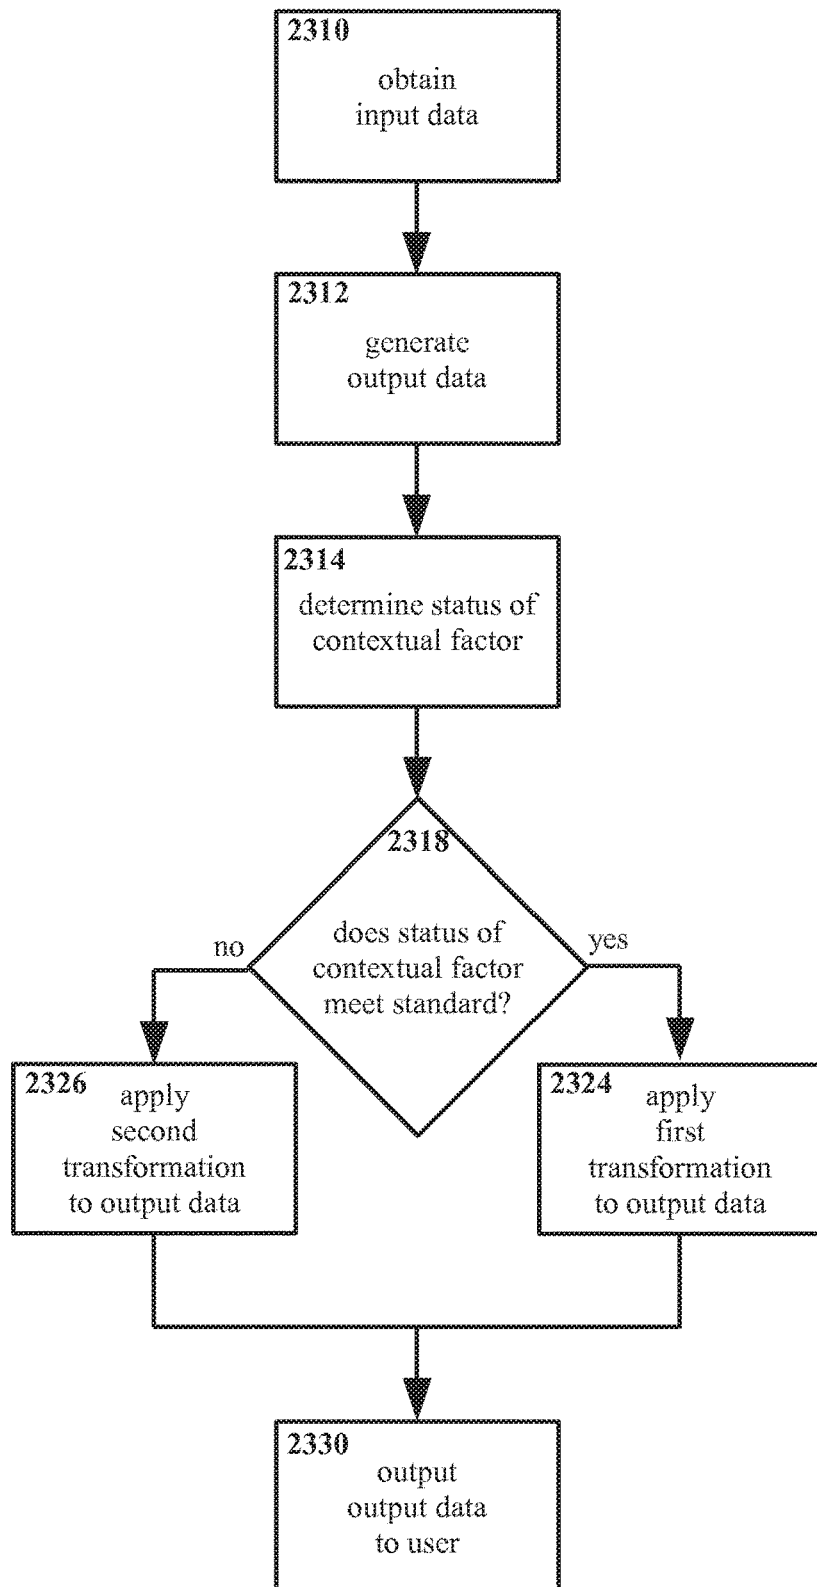 2310
obtain
input data
2312
generate
output data
2314
determine status of
contextual factor
2318
does status of
contextual factor
meet standard?
no
yes
2326
apply
second
transformation
to output data
2324
apply
first
transformation
to output data
2330
output
output data
to user